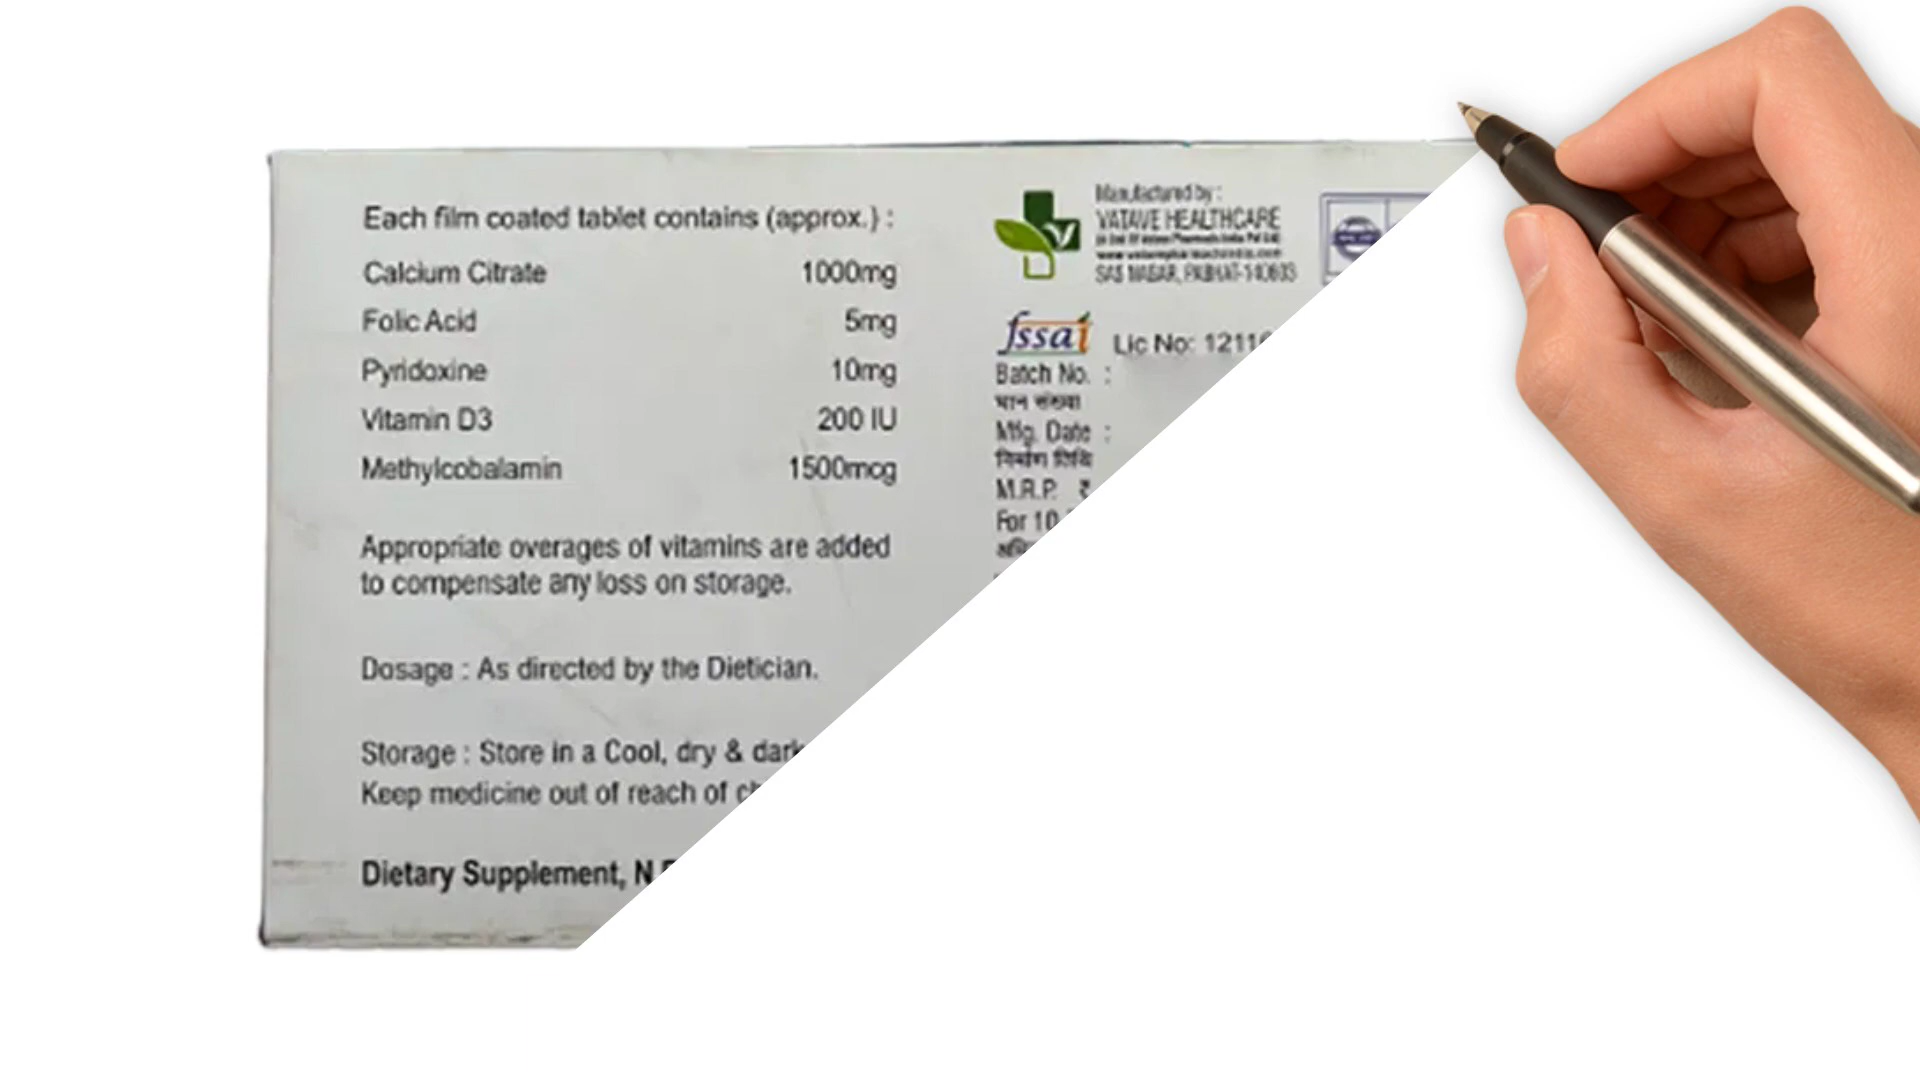 Each film coated tablet contains (approx.) :
Calcium Citrate 1000mg
Folic Acid 5mg
Pyridoxine 10mg
Vitamin D3 200 IU
Methylcobalamin 1500mcg
Appropriate overages of vitamins are added
to compensate any loss on storage.
Dosage : As directed by the Dietician.
Storage : Store in a Cool, dry & dark
Keep medicine out of reach of
Dietary Supplement,
Manufactured by :
VATAVE HEALTHCARE
fssai Lic No: 1211
Batch No. :
Mfg. Date :
निर्माण तिथि
M.R.P. ₹
For 10